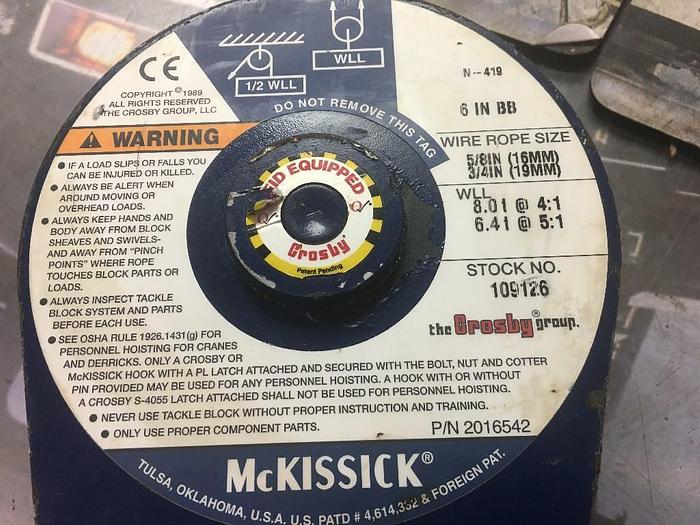 CE
COPYRIGHT ©1989
ALL RIGHTS RESERVED
THE CROSBY GROUP, LLC
1/2 WLL
WLL
DO NOT REMOVE THIS TAG
WARNING
• IF A LOAD SLIPS OR FALLS YOU
CAN BE INJURED OR KILLED.
• ALWAYS BE ALERT WHEN
AROUND MOVING OR
OVERHEAD LOADS.
• ALWAYS KEEP HANDS AND
BODY AWAY FROM BLOCK
SHEAVES AND SWIVELS-
AND AWAY FROM "PINCH
POINTS" WHERE ROPE
TOUCHES BLOCK PARTS OR
LOADS.
• ALWAYS INSPECT TACKLE
BLOCK SYSTEM AND PARTS
BEFORE EACH USE.
• SEE OSHA RULE 1926.1431(g) FOR
PERSONNEL HOISTING FOR CRANES
AND DERRICKS. ONLY A CROSBY OR
McKISSICK HOOK WITH A PL LATCH ATTACHED AND SECURED WITH THE BOLT, NUT AND COTTER
PIN PROVIDED MAY BE USED FOR ANY PERSONNEL HOISTING. A HOOK WITH OR WITHOUT
A CROSBY S-4055 LATCH ATTACHED SHALL NOT BE USED FOR PERSONNEL HOISTING.
• NEVER USE TACKLE BLOCK WITHOUT PROPER INSTRUCTION AND TRAINING.
• ONLY USE PROPER COMPONENT PARTS.
EQUIPPED
Crosby
Patent Pending
N--419
6 IN BB
WIRE ROPE SIZE
5/8IN (16MM)
3/4IN (19MM)
WLL
8.0t @ 4:1
6.4t @ 5:1
STOCK NO.
109126
the Crosby group.
P/N 2016542
McKISSICK®
TULSA, OKLAHOMA, U.S.A. U.S. PATD # 4,614,332 & FOREIGN PAT.